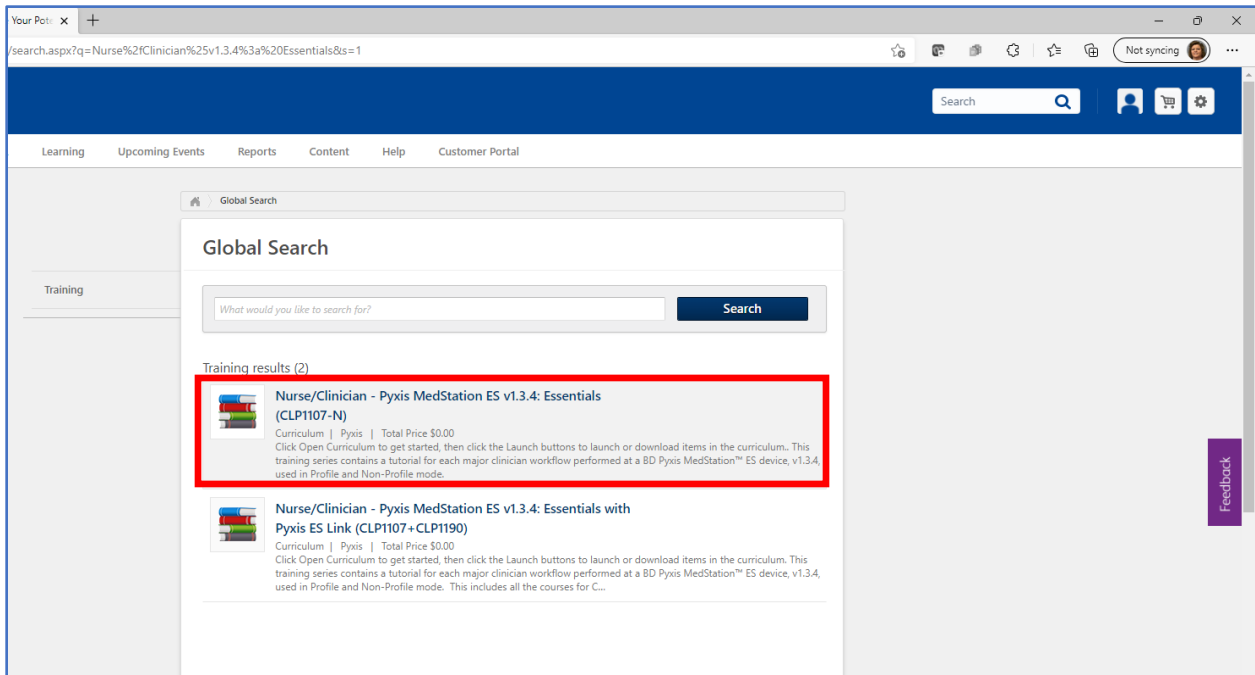 Your Pote
/search.aspx?q=Nurse%2fClinician%25v1.3.4%3a%20Essentials&s=1
Not syncing
Search
Learning Upcoming Events Reports Content Help Customer Portal
Global Search
Global Search
Training
What would you like to search for?
Search
Training results (2)
Nurse/Clinician - Pyxis MedStation ES v1.3.4: Essentials
(CLP1107-N)
Curriculum | Pyxis | Total Price $0.00
Click Open Curriculum to get started, then click the Launch buttons to launch or download items in the curriculum.. This
training series contains a tutorial for each major clinician workflow performed at a BD Pyxis MedStation™ ES device, v1.3.4,
used in Profile and Non-Profile mode.
Nurse/Clinician - Pyxis MedStation ES v1.3.4: Essentials with
Pyxis ES Link (CLP1107+CLP1190)
Curriculum | Pyxis | Total Price $0.00
Click Open Curriculum to get started, then click the Launch buttons to launch or download items in the curriculum. This
training series contains a tutorial for each major clinician workflow performed at a BD Pyxis MedStation™ ES device, v1.3.4,
used in Profile and Non-Profile mode. This includes all the courses for C...
Feedback